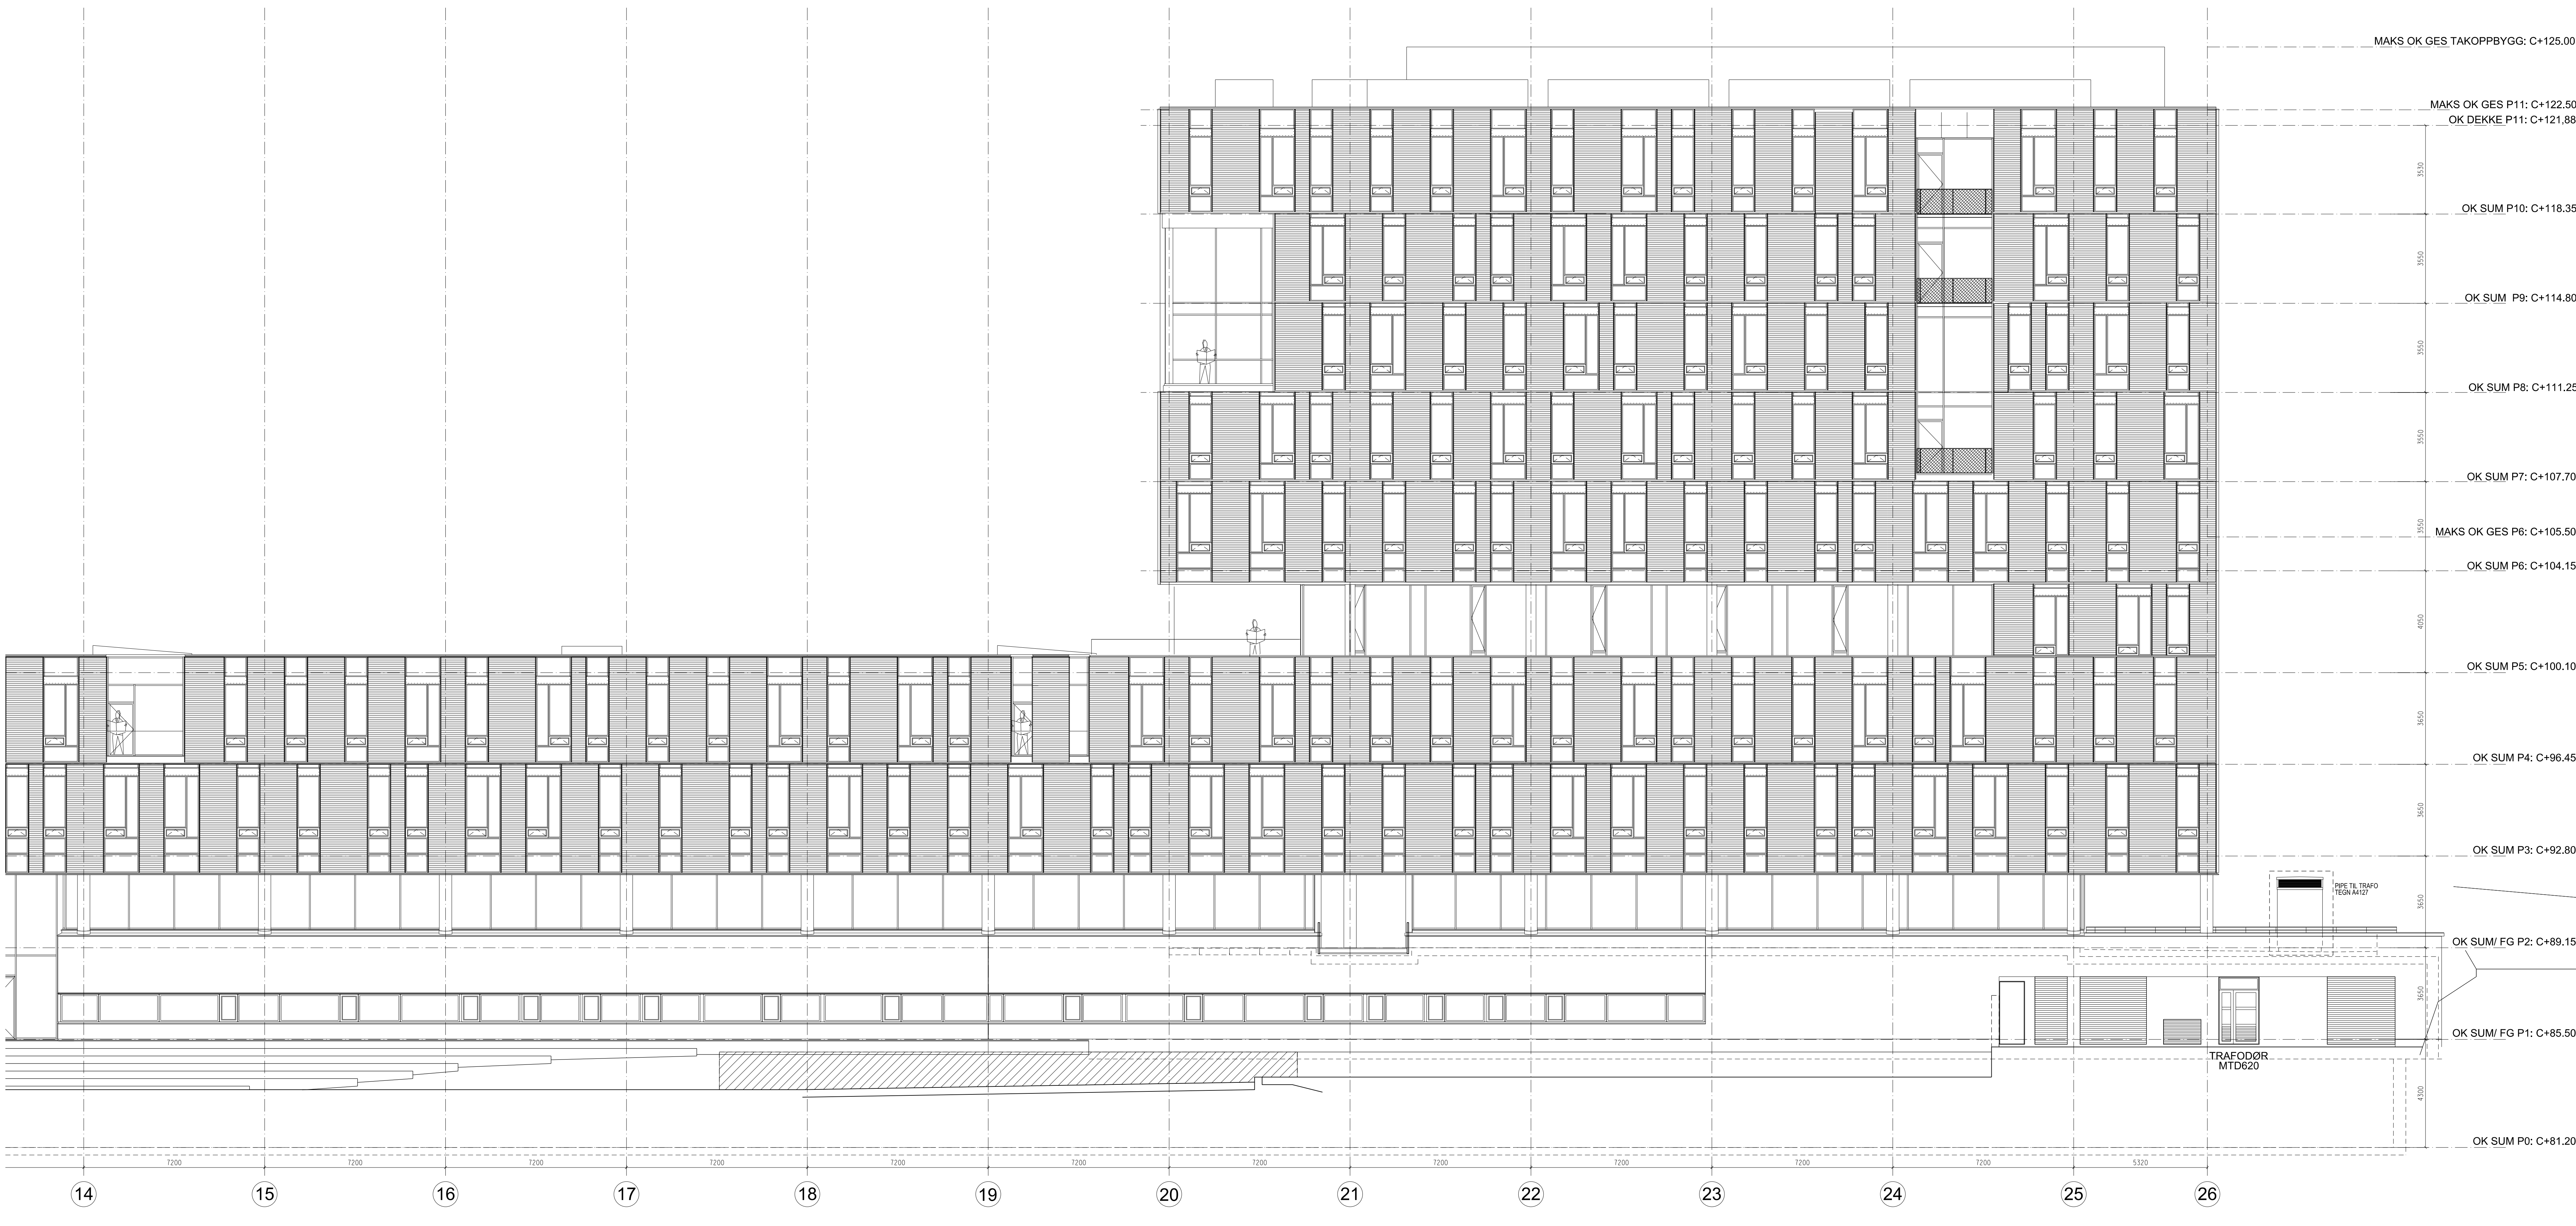 MAKS OK GES TAKOPPBYGG: C+125.00
MAKS OK GES P11: C+122.50
OK DEKKE P11: C+121,88
3530
OK SUM P10: C+118.35
3550
OK SUM P9: C+114.80
3550
OK SUM P8: C+111.25
3550
OK SUM P7: C+107.70
3550
MAKS OK GES P6: C+105.50
OK SUM P6: C+104.15
4050
OK SUM P5: C+100.10
3650
OK SUM P4: C+96.45
3650
OK SUM P3: C+92.80
PIPE TIL TRAFO
TEGN A4127
3650
OK SUM/ FG P2: C+89.15
3650
OK SUM/ FG P1: C+85.50
TRAFODØR
MTD620
4300
OK SUM P0: C+81.20
7200 7200 7200 7200 7200 7200 7200 7200 7200 7200 7200 5320
14 15 16 17 18 19 20 21 22 23 24 25 26